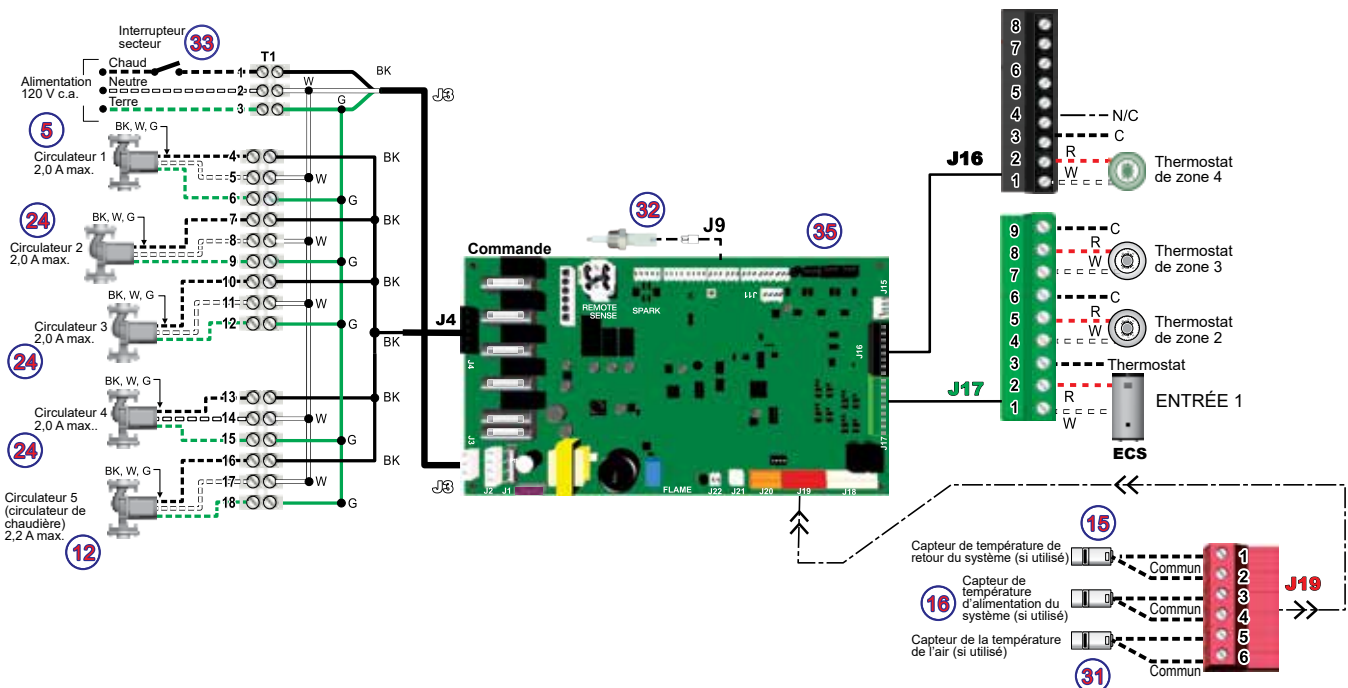 Interrupteur
secteur
33
T1
Chaud
1
BK
Alimentation
120 V c.a.
Neutre
2
W
J3
Terre
3
G
5
BK, W, G
Circulateur 1
2,0 A max.
4
BK
5
W
6
G
24
BK, W, G
Circulateur 2
2,0 A max.
7
BK
8
W
9
G
BK, W, G
Circulateur 3
2,0 A max.
24
10
BK
11
W
12
G
J4
BK
BK, W, G
Circulateur 4
2,0 A max..
24
13
BK
14
W
15
G
BK, W, G
Circulateur 5
(circulateur de
chaudière)
2,2 A max.
12
16
BK
17
W
18
G
J3
32
J9
35
Commande
REMOTE
SENSE
SPARK
J11
J15
J16
J17
J4
J3
J2
J1
FLAME
J22
J21
J20
J19
J18
J16
8
7
6
5
4
3
2
1
N/C
C
R
W
Thermostat
de zone 4
J17
9
8
7
6
5
4
3
2
1
C
R
W
Thermostat
de zone 3
C
R
W
Thermostat
de zone 2
Thermostat
R
W
ENTRÉE 1
ECS
15
Capteur de température de
retour du système (si utilisé)
Commun
1
2
J19
16
Capteur de
température
d'alimentation du
système (si utilisé)
Commun
3
4
Capteur de la température
de l'air (si utilisé)
Commun
5
6
31